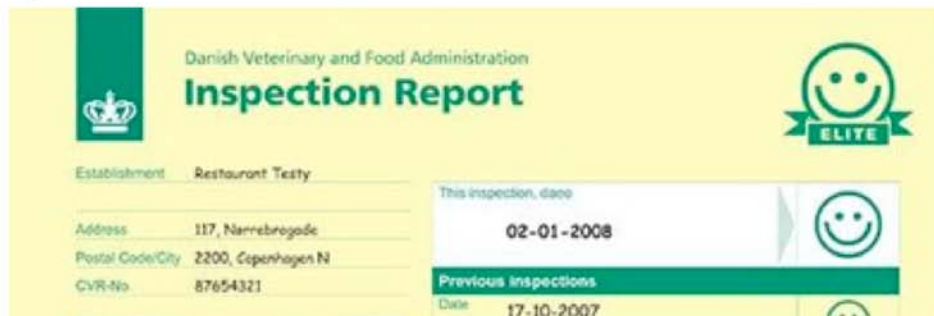 Danish Veterinary and Food Administration
Inspection Report
ELITE
Establishment Restaurant Testy
This inspection, dato
02-01-2008
Address 117, Nørrebrogade
Postal Code/City 2200, Copenhagen N
CVR-No. 87654321
Previous inspections
Date 17-10-2007